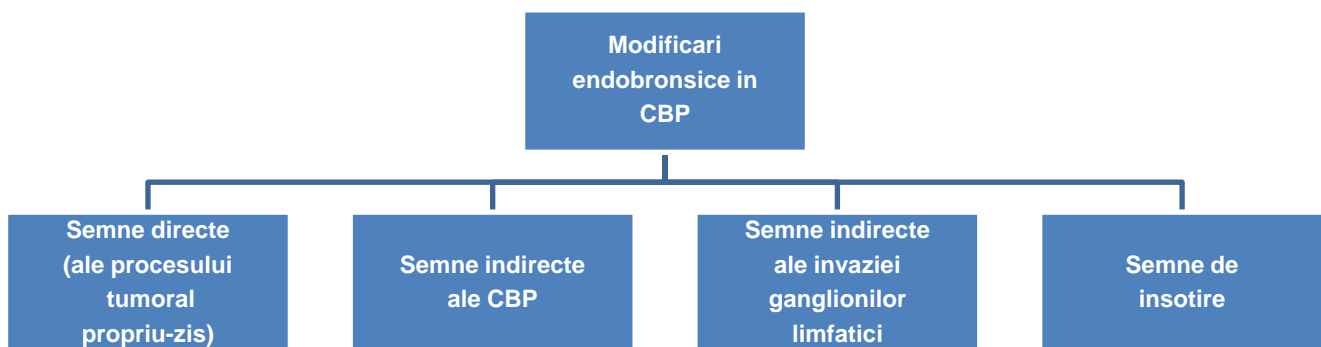 Modificari
endobronsice in
CBP
Semne directe
(ale procesului
tumoral
propriu-zis)
Semne indirecte
ale CBP
Semne indirecte
ale invaziei
ganglionilor
limfatici
Semne de
insotire